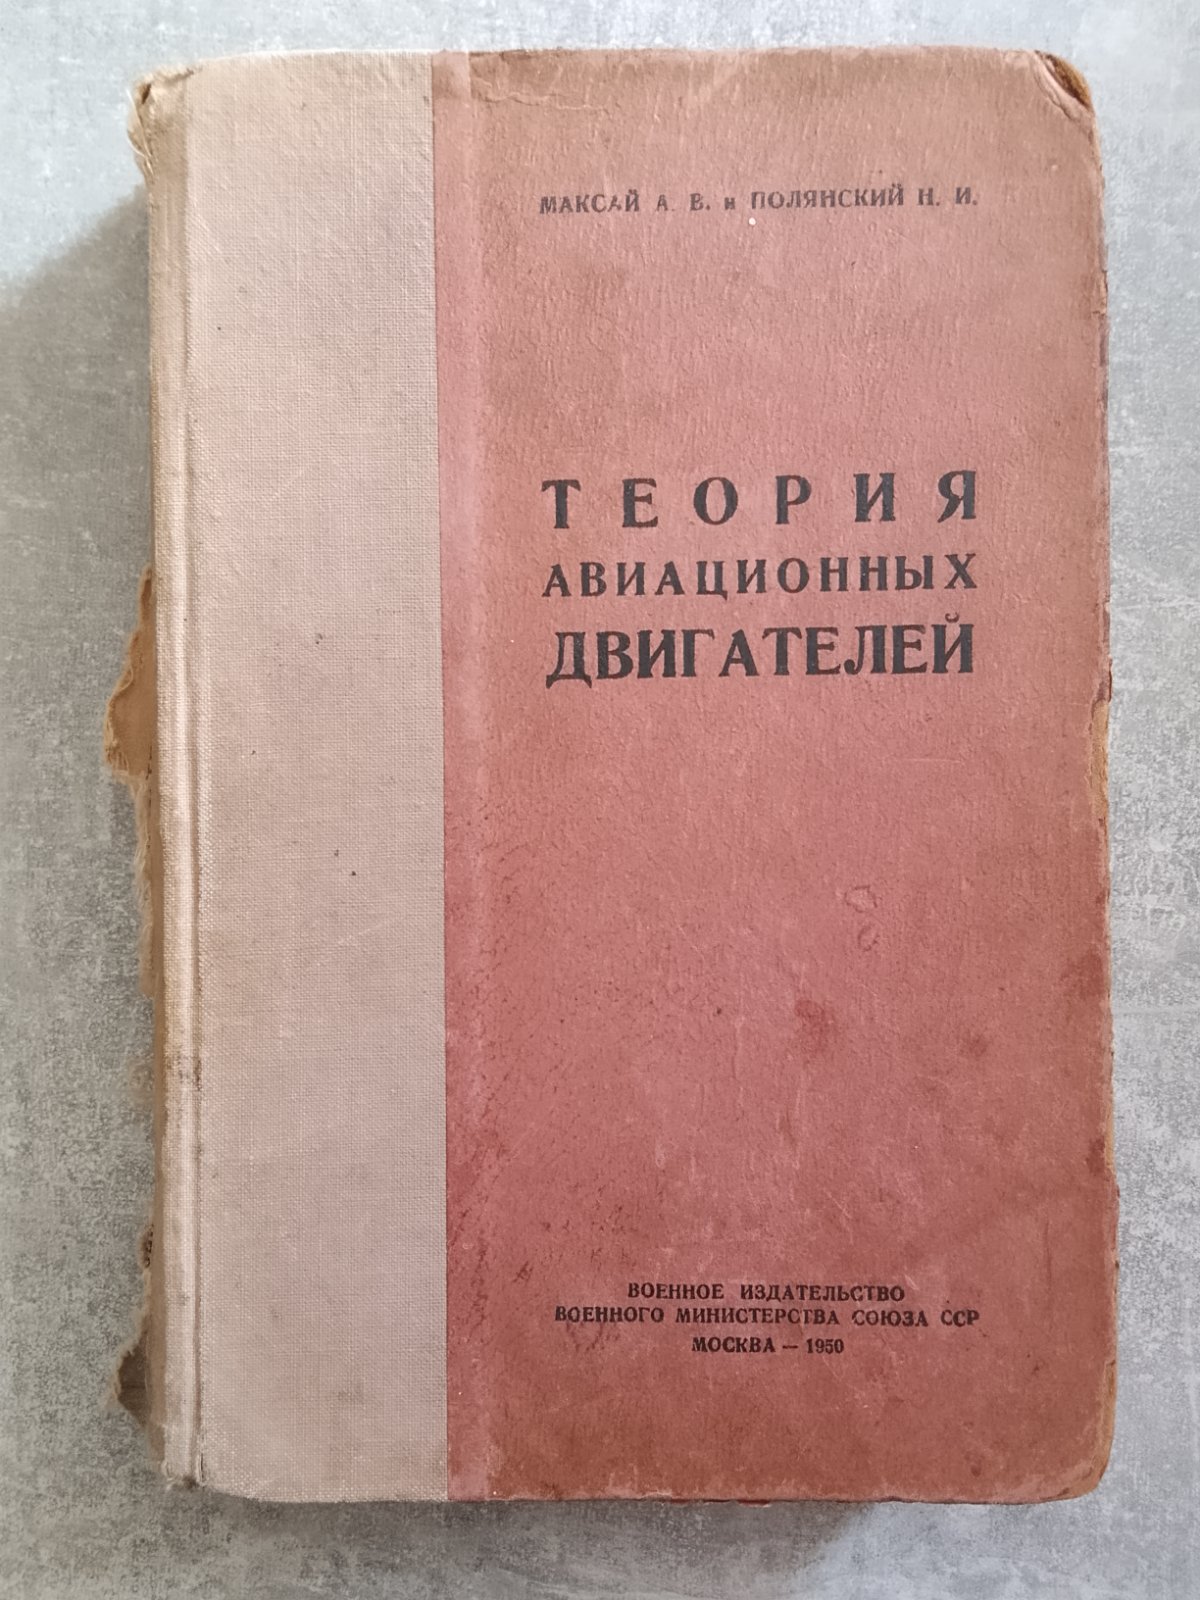 МАКСАЙ А. В. и ПОЛЯНСКИЙ Н. И.
ТЕОРИЯ
АВИАЦИОННЫХ
ДВИГАТЕЛЕЙ
ВОЕННОЕ ИЗДАТЕЛЬСТВО
ВОЕННОГО МИНИСТЕРСТВА СОЮЗА ССР
МОСКВА — 1950